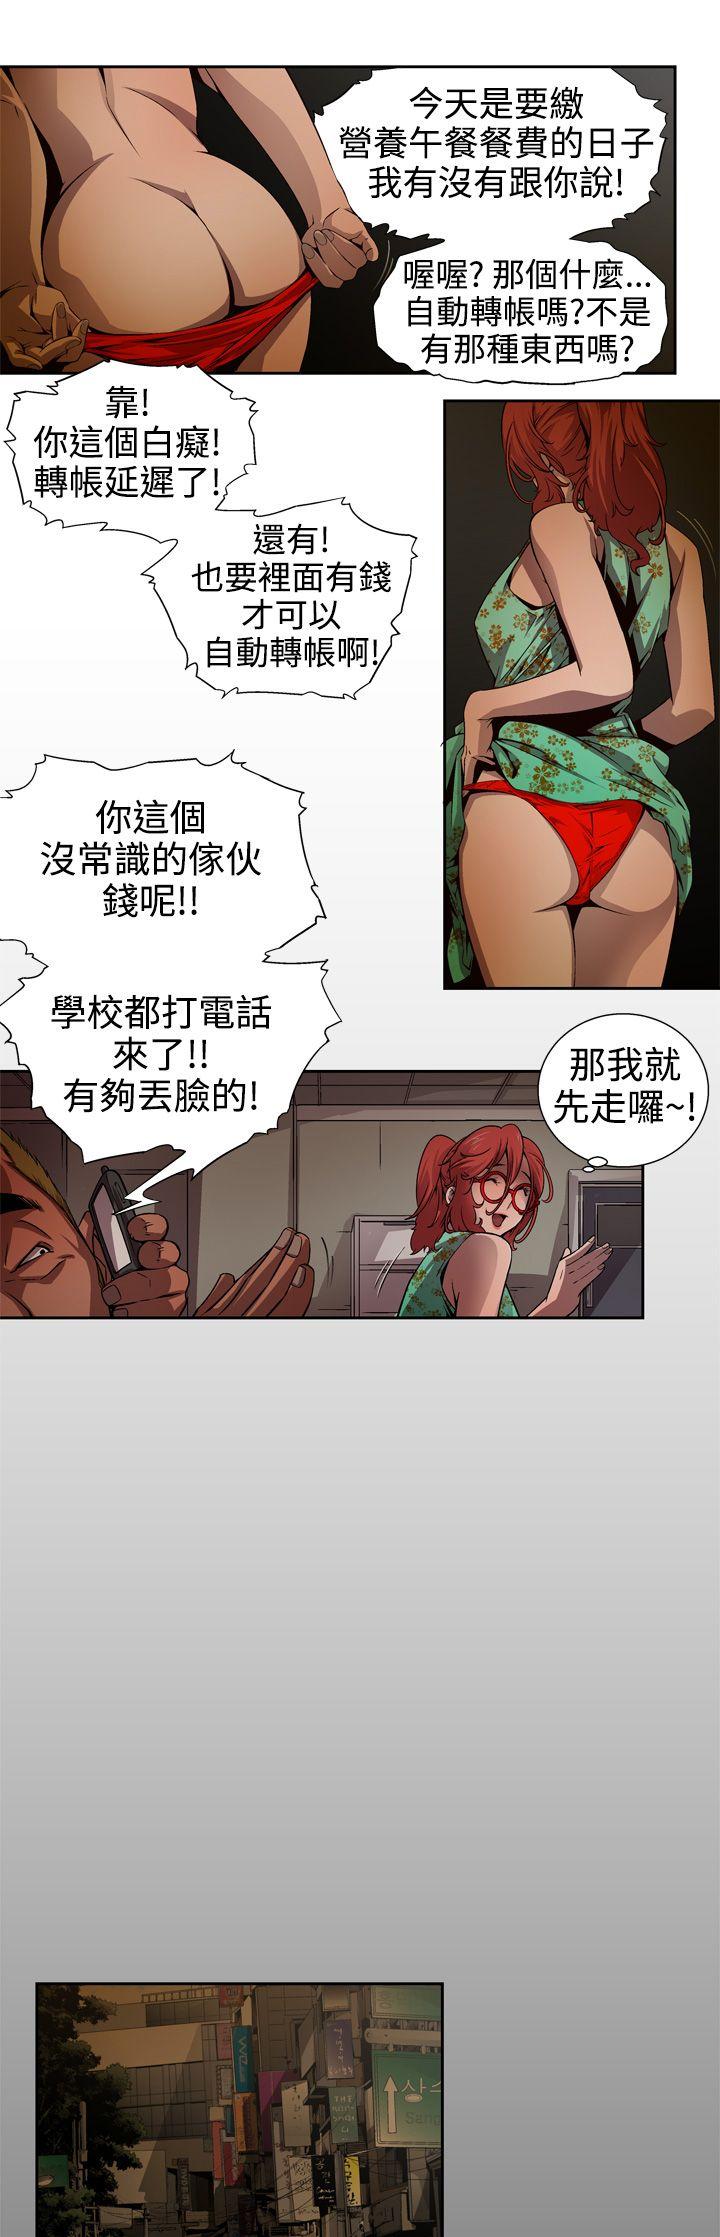 今天是要繳
營養午餐餐費的日子
我有沒有跟你說!
喔喔? 那個什麼...
自動轉帳嗎?不是
有那種東西嗎?
靠!
你這個白癡!
轉帳延遲了!
還有!
也要裡面有錢
才可以
自動轉帳啊!
你這個
沒常識的傢伙
錢呢!!
學校都打電話
來了!!
有夠丟臉的!
那我就
先走囉~!